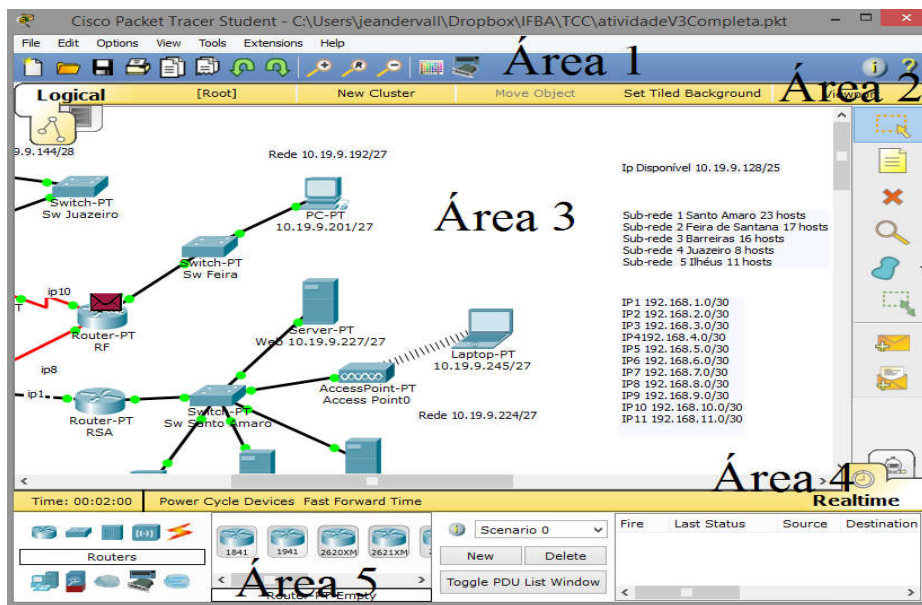 Cisco Packet Tracer Student - C:\Users\jeandervall\Dropbox\IFBA\TCC\atividadeV3Completa.pkt
File Edit Options View Tools Extensions Help
Área 1
Logical [Root] New Cluster Move Object Set Tiled Background
Área 2
9.9.144/28
Rede 10.19.9.192/27
Ip Disponível 10.19.9.128/25
Switch-PT
Sw Juazeiro
PC-PT
10.19.9.201/27
Área 3
Sub-rede 1 Santo Amaro 23 hosts
Sub-rede 2 Feira de Santana 17 hosts
Sub-rede 3 Barreiras 16 hosts
Sub-rede 4 Juazeiro 8 hosts
Sub-rede 5 Ilhéus 11 hosts
Switch-PT
Sw Feira
ip10
Router-PT
RF
Server-PT
Web 10.19.9.227/27
Laptop-PT
10.19.9.245/27
IP1 192.168.1.0/30
IP2 192.168.2.0/30
IP3 192.168.3.0/30
IP4192.168.4.0/30
IP5 192.168.5.0/30
IP6 192.168.6.0/30
IP7 192.168.7.0/30
IP8 192.168.8.0/30
IP9 192.168.9.0/30
IP10 192.168.10.0/30
IP11 192.168.11.0/30
ip8
ip1
Router-PT
RSA
Switch-PT
Sw Santo Amaro
AccessPoint-PT
Access Point0
Rede 10.19.9.224/27
Área 4
Time: 00:02:00 Power Cycle Devices Fast Forward Time
Realtime
Routers
1841 1941 2620XM 2621XM
Área 5
Router-PT-Empty
Scenario 0
New Delete
Toggle PDU List Window
Fire Last Status Source Destination